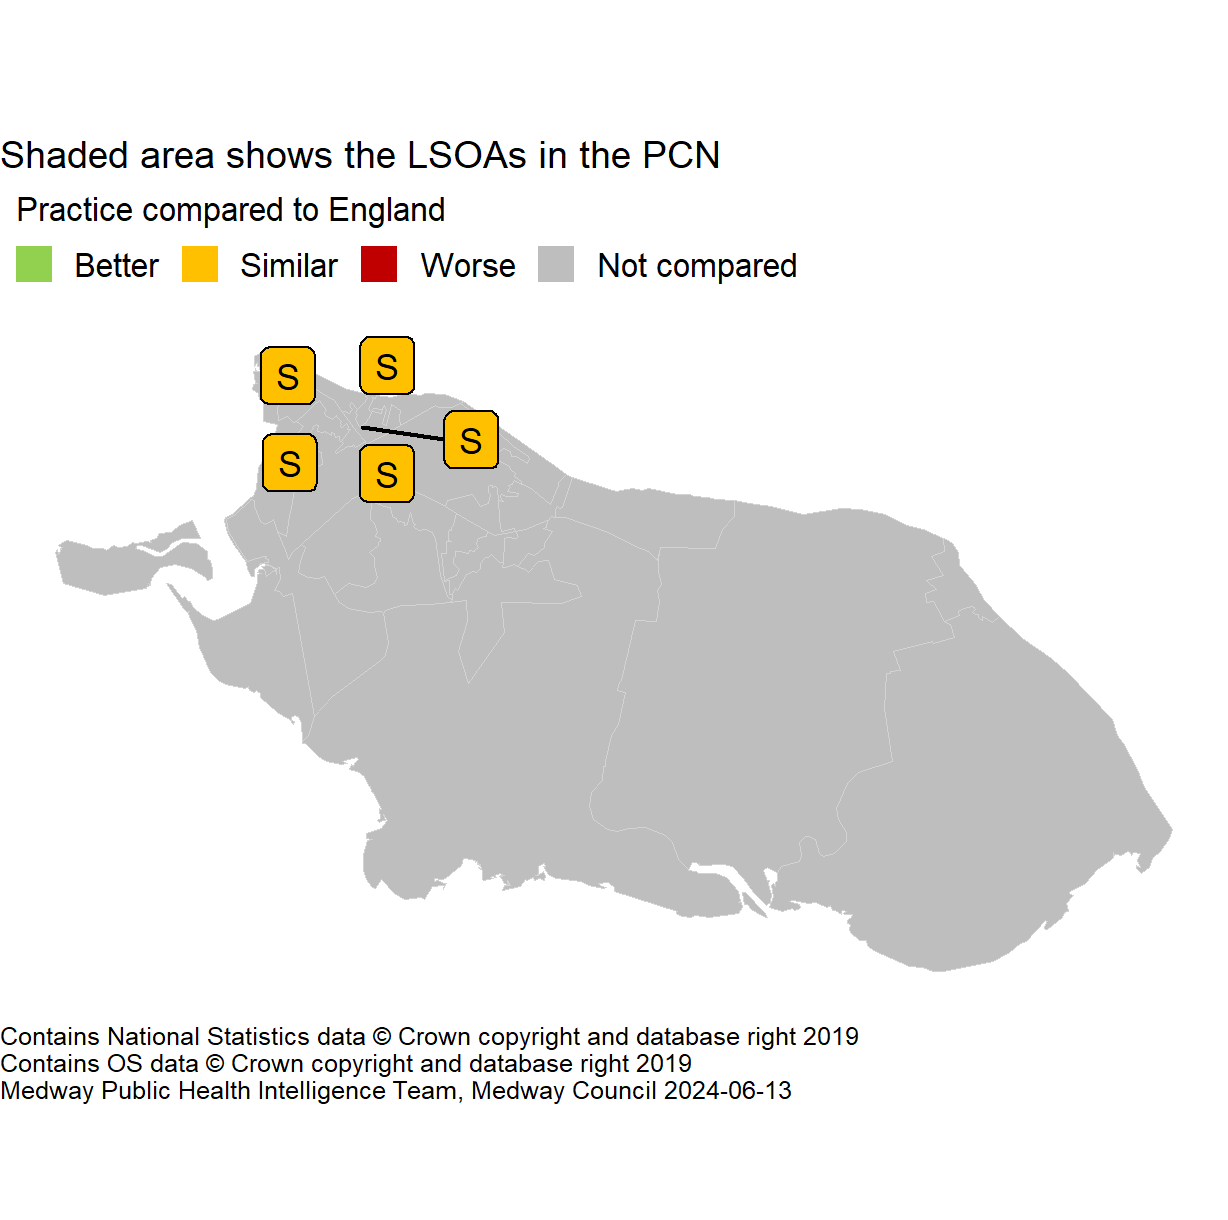 Shaded area shows the LSOAs in the PCN
Practice compared to England
Better Similar Worse Not compared
S
S
S
S
S
Contains National Statistics data © Crown copyright and database right 2019
Contains OS data © Crown copyright and database right 2019
Medway Public Health Intelligence Team, Medway Council 2024-06-13